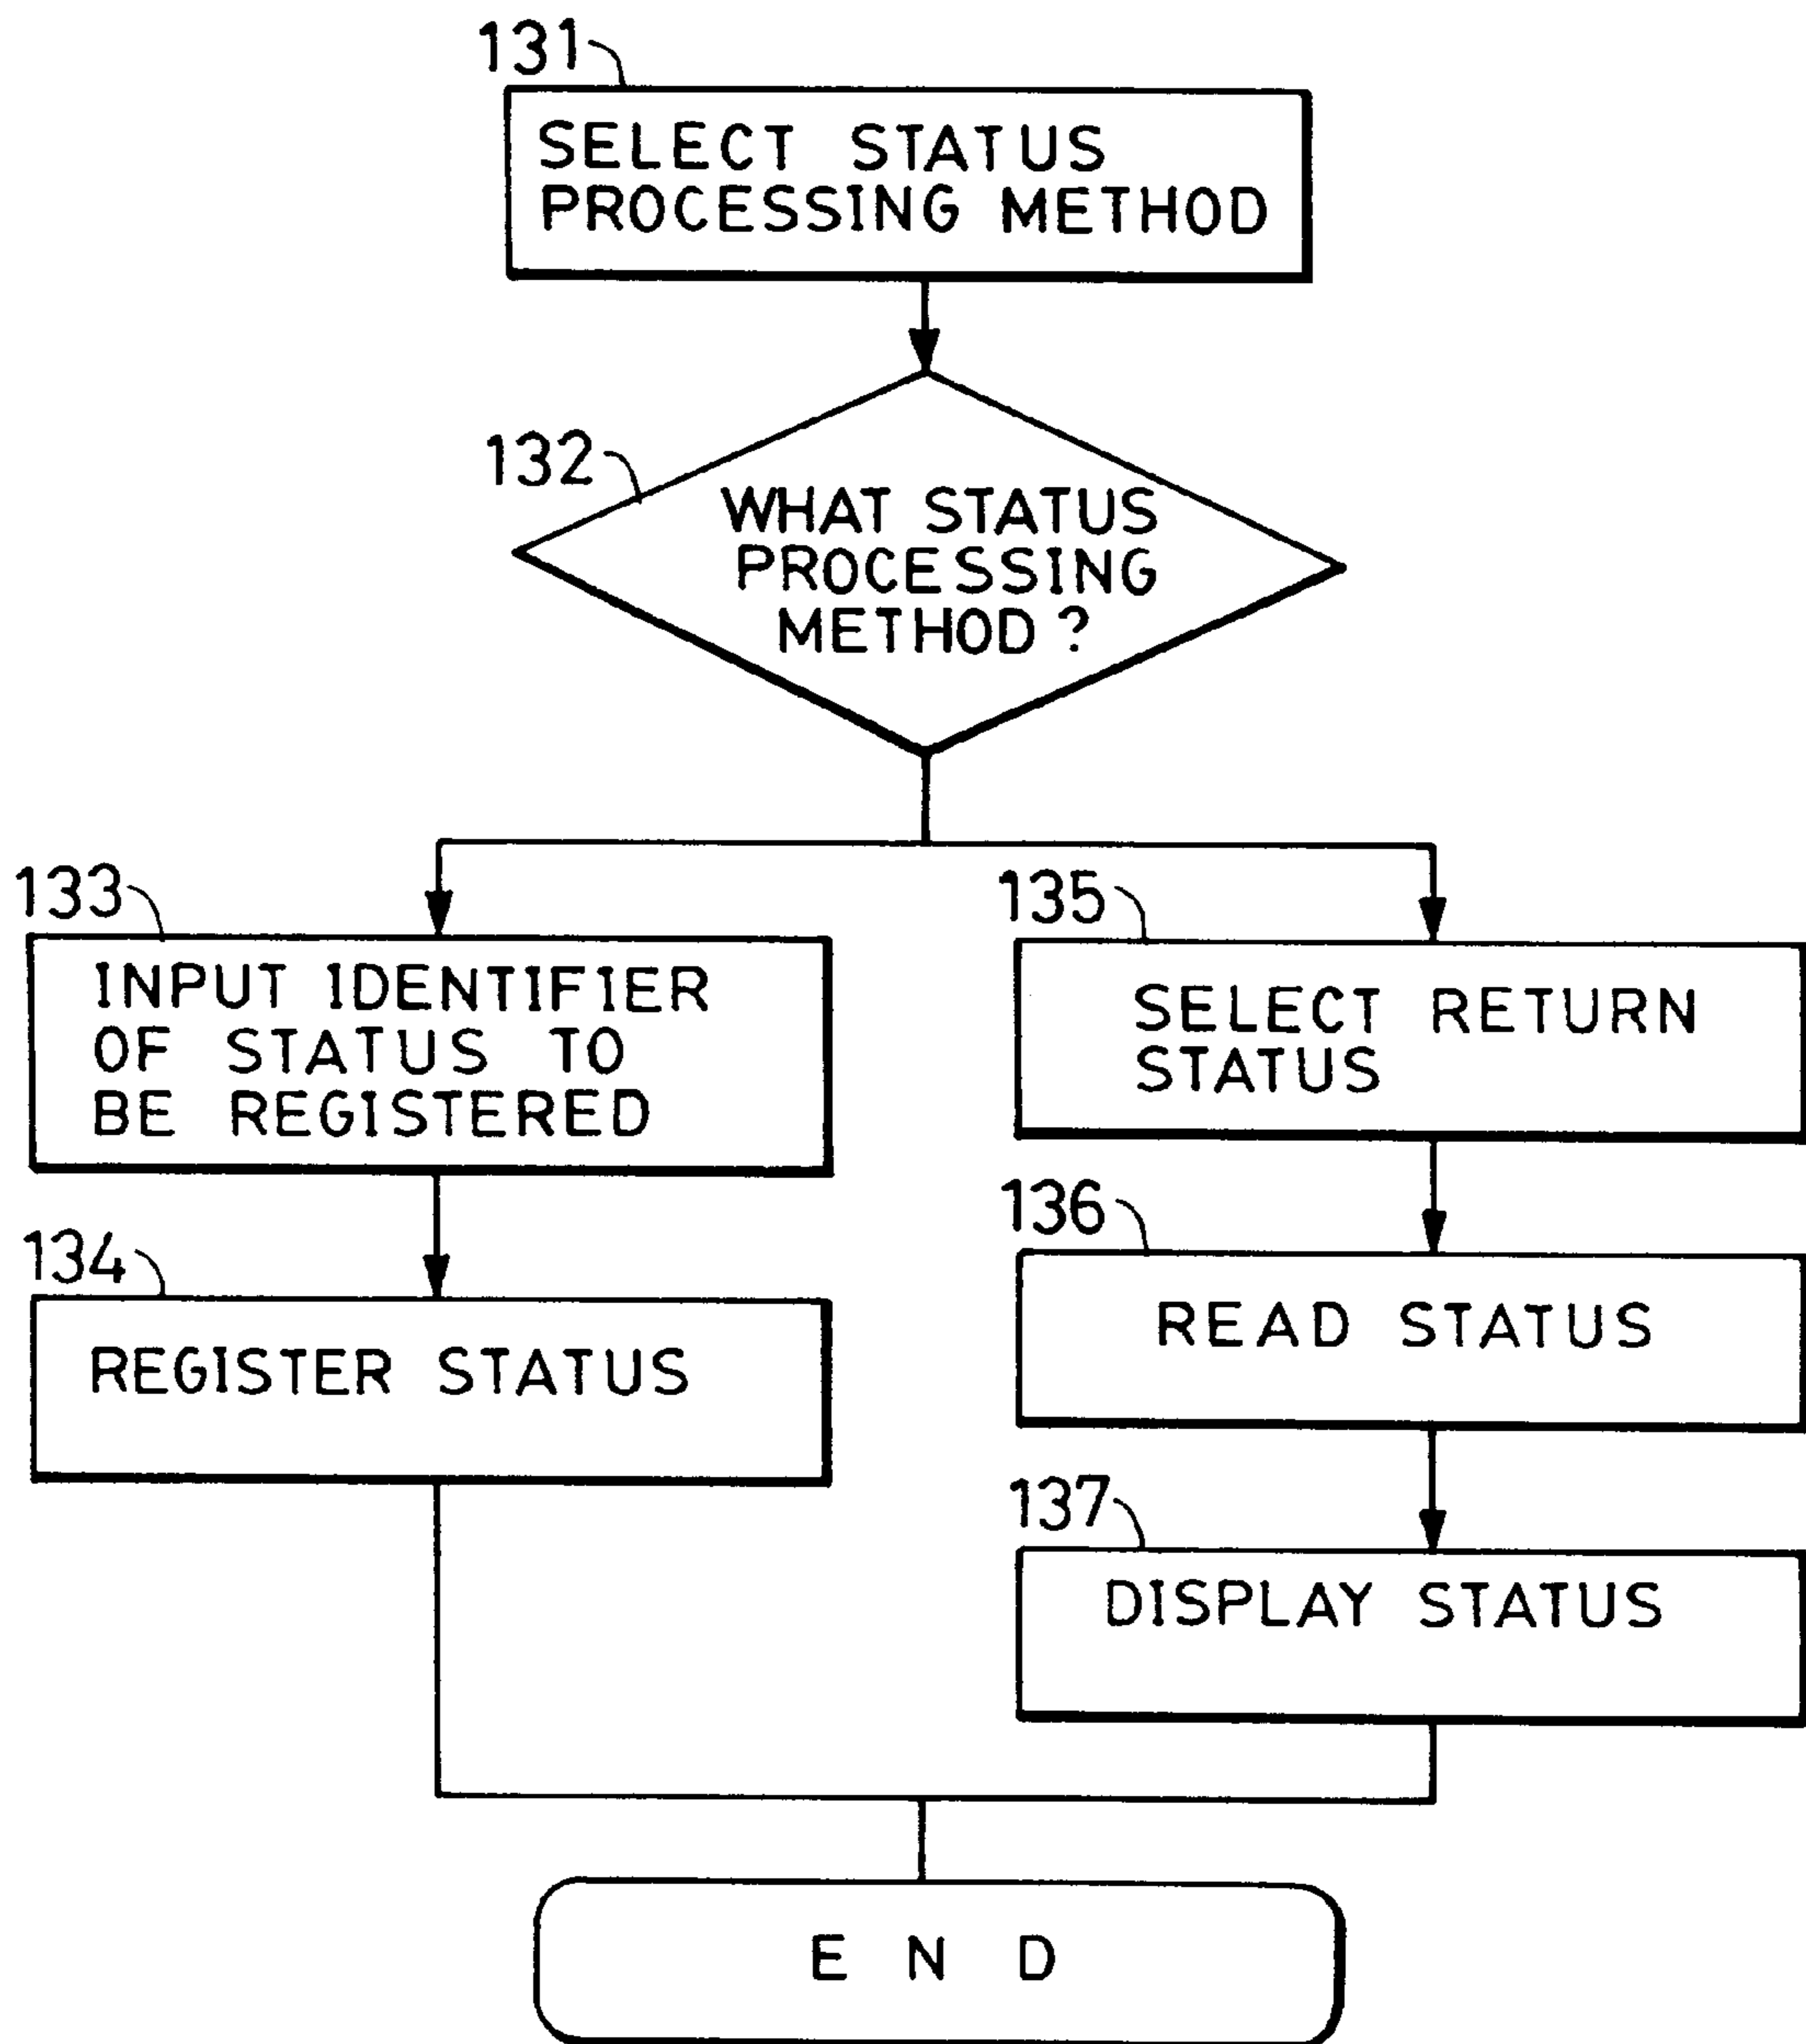 131
SELECT STATUS
PROCESSING METHOD
132
WHAT STATUS
PROCESSING
METHOD ?
133
INPUT IDENTIFIER
OF STATUS TO
BE REGISTERED
134
REGISTER STATUS
135
SELECT RETURN
STATUS
136
READ STATUS
137
DISPLAY STATUS
E N D